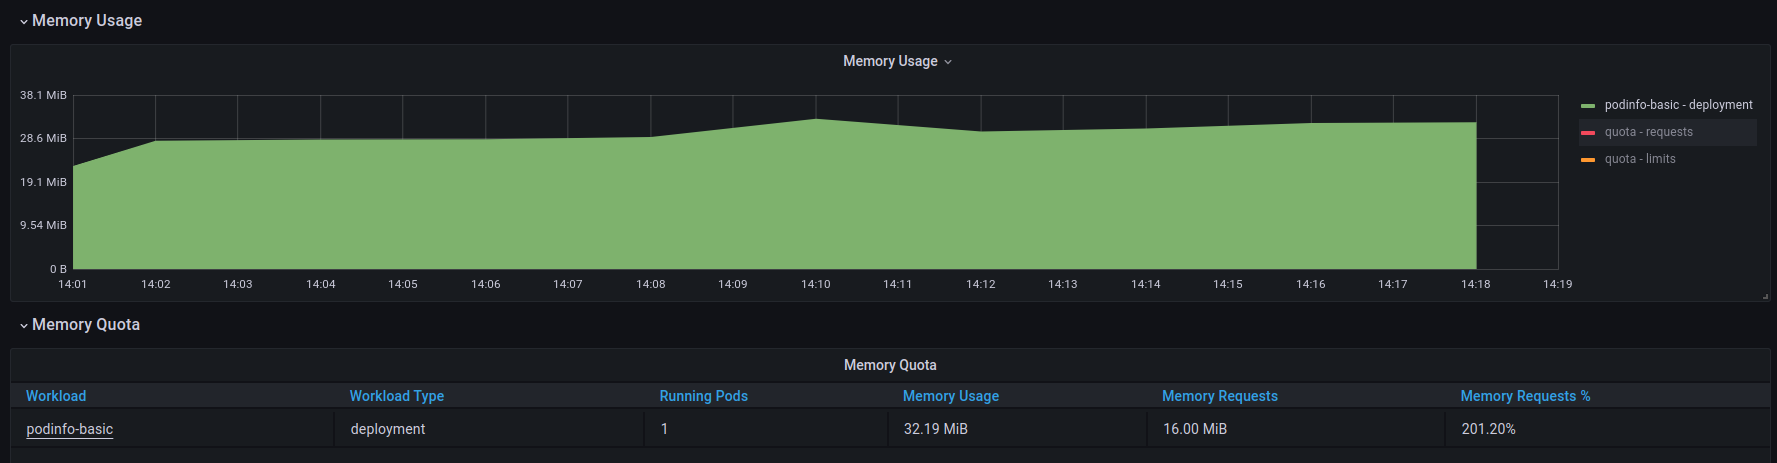 Memory Usage
Memory Usage
38.1 MiB
28.6 MiB
19.1 MiB
9.54 MiB
0 B
14:01 14:02 14:03 14:04 14:05 14:06 14:07 14:08 14:09 14:10 14:11 14:12 14:13 14:14 14:15 14:16 14:17 14:18 14:19
podinfo-basic - deployment
quota - requests
quota - limits
Memory Quota
Memory Quota
Workload Workload Type Running Pods Memory Usage Memory Requests Memory Requests %
podinfo-basic deployment 1 32.19 MiB 16.00 MiB 201.20%